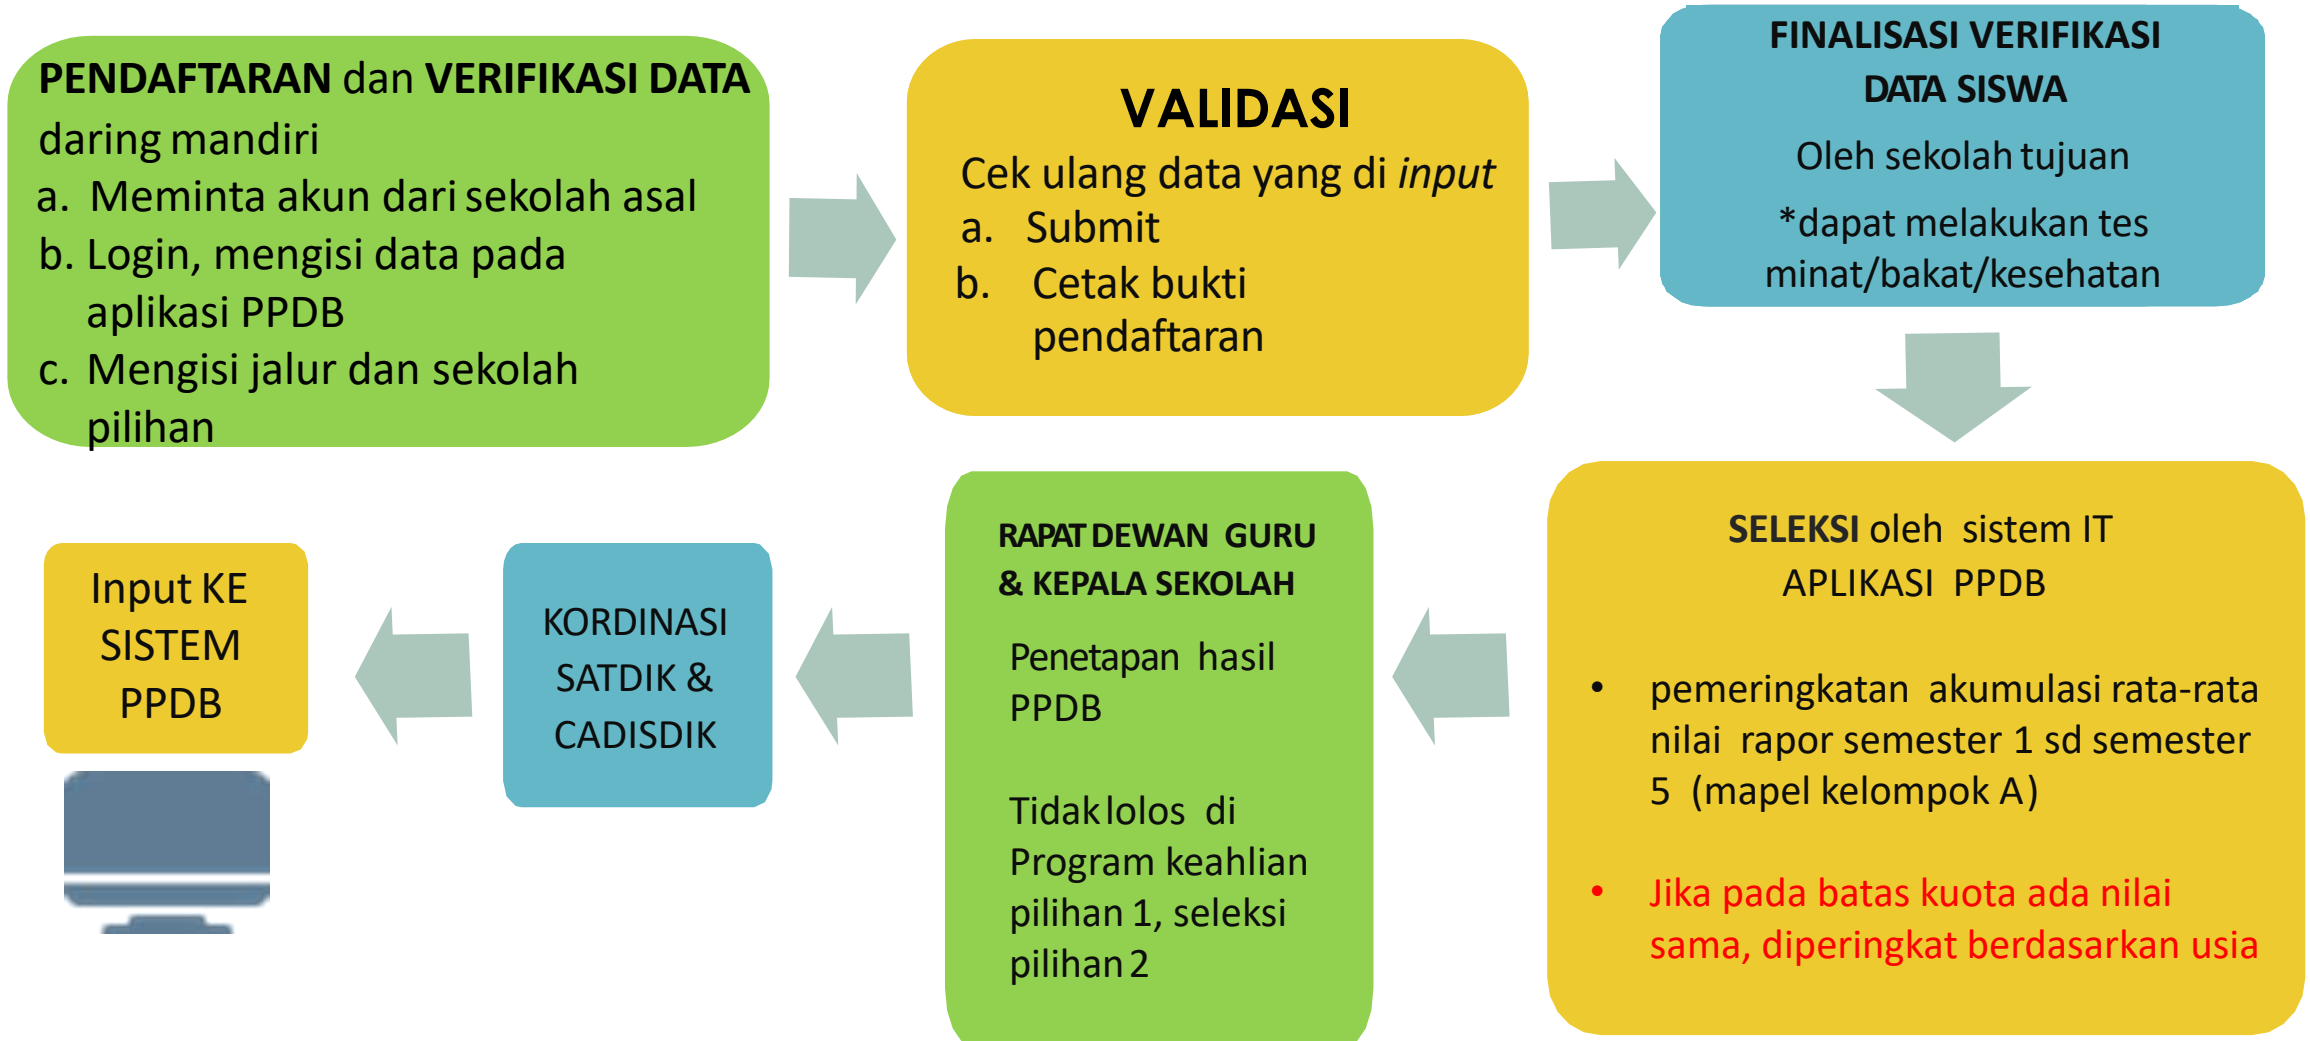 PENDAFTARAN dan VERIFIKASI DATA
daring mandiri
a. Meminta akun dari sekolah asal
b. Login, mengisi data pada
aplikasi PPDB
c. Mengisi jalur dan sekolah
pilihan
VALIDASI
Cek ulang data yang di input
a. Submit
b. Cetak bukti
pendaftaran
FINALISASI VERIFIKASI
DATA SISWA
Oleh sekolah tujuan
*dapat melakukan tes
minat/bakat/kesehatan
SELEKSI oleh sistem IT
APLIKASI PPDB
• pemeringkatan akumulasi rata-rata
nilai rapor semester 1 sd semester
5 (mapel kelompok A)
• Jika pada batas kuota ada nilai
sama, diperingkat berdasarkan usia
RAPAT DEWAN GURU
& KEPALA SEKOLAH
Penetapan hasil
PPDB
Tidak lolos di
Program keahlian
pilihan 1, seleksi
pilihan 2
KORDINASI
SATDIK &
CADISDIK
Input KE
SISTEM
PPDB